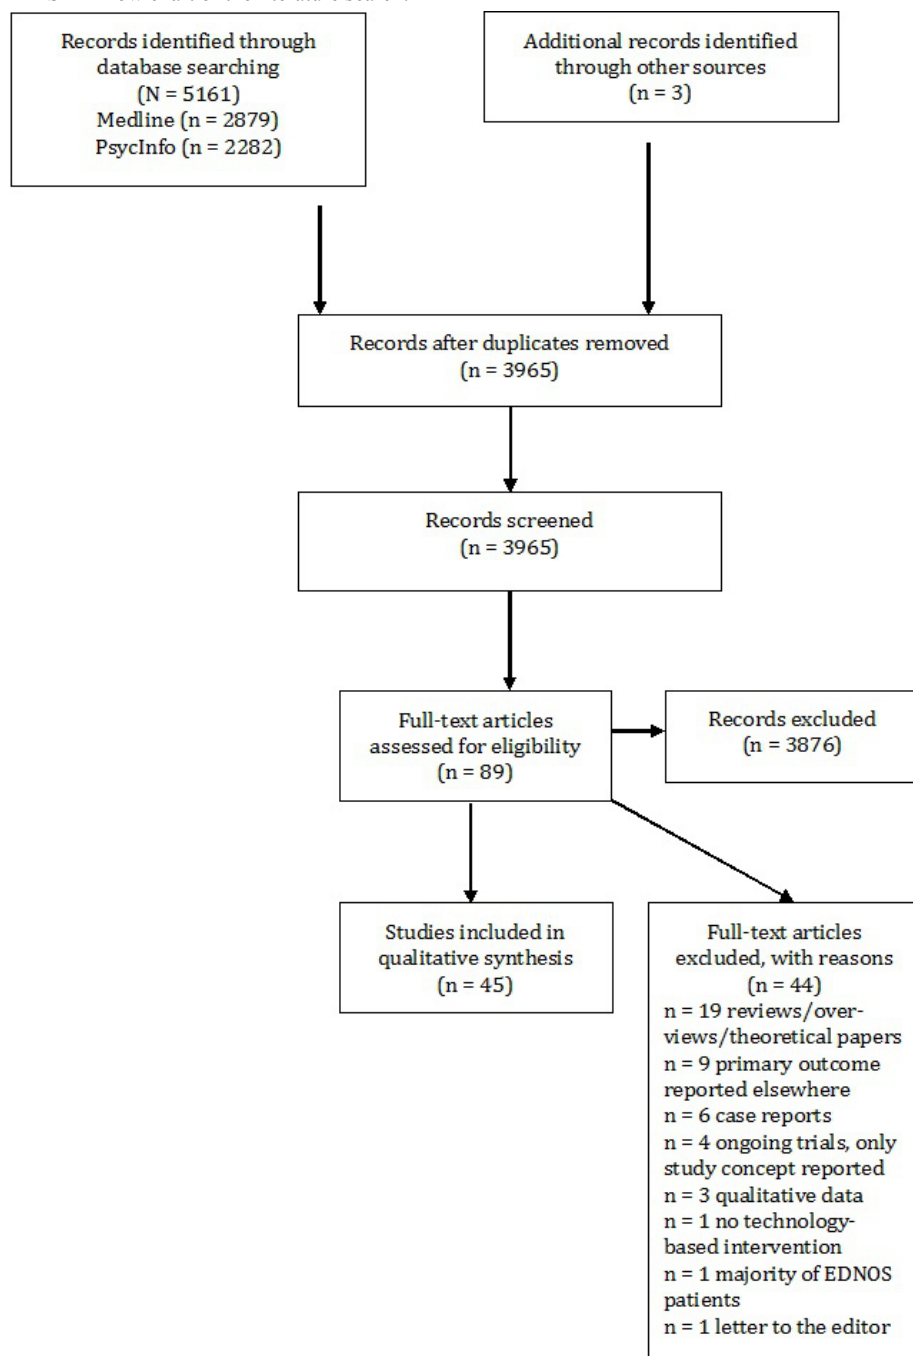 Records identified through
database searching
(N = 5161)
Medline (n = 2879)
PsycInfo (n = 2282)
Additional records identified
through other sources
(n = 3)
Records after duplicates removed
(n = 3965)
Records screened
(n = 3965)
Full-text articles
assessed for eligibility
(n = 89)
Records excluded
(n = 3876)
Studies included in
qualitative synthesis
(n = 45)
Full-text articles
excluded, with reasons
(n = 44)
n = 19 reviews/over-
views/theoretical papers
n = 9 primary outcome
reported elsewhere
n = 6 case reports
n = 4 ongoing trials, only
study concept reported
n = 3 qualitative data
n = 1 no technology-
based intervention
n = 1 majority of EDNOS
patients
n = 1 letter to the editor